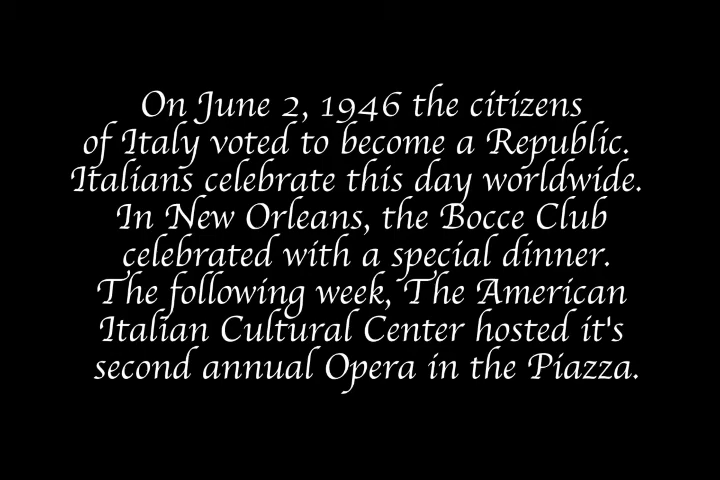 On June 2, 1946 the citizens
of Italy voted to become a Republic.
Italians celebrate this day worldwide.
In New Orleans, the Bocce Club
celebrated with a special dinner.
The following week, The American
Italian Cultural Center hosted it's
second annual Opera in the Piazza.